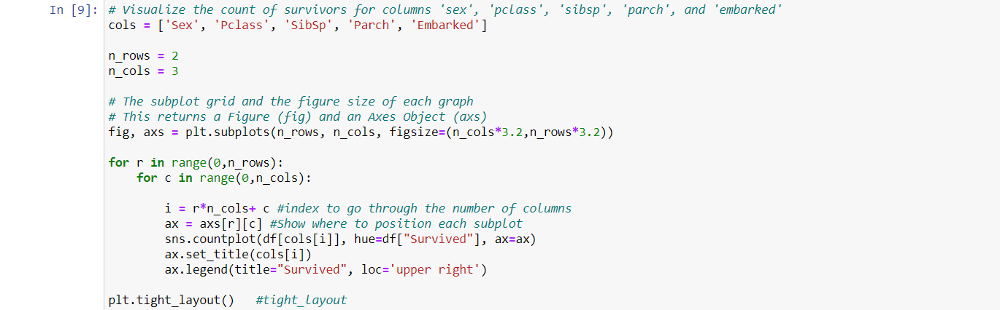 In [9]: # Visualize the count of survivors for columns 'sex', 'pclass', 'sibsp', 'parch', and 'embarked'
cols = ['Sex', 'Pclass', 'SibSp', 'Parch', 'Embarked']

n_rows = 2
n_cols = 3

# The subplot grid and the figure size of each graph
# This returns a Figure (fig) and an Axes Object (axs)
fig, axs = plt.subplots(n_rows, n_cols, figsize=(n_cols*3.2,n_rows*3.2))

for r in range(0,n_rows):
    for c in range(0,n_cols):

        i = r*n_cols+ c #index to go through the number of columns
        ax = axs[r][c] #Show where to position each subplot
        sns.countplot(df[cols[i]], hue=df["Survived"], ax=ax)
        ax.set_title(cols[i])
        ax.legend(title="Survived", loc='upper right')

plt.tight_layout()   #tight_layout